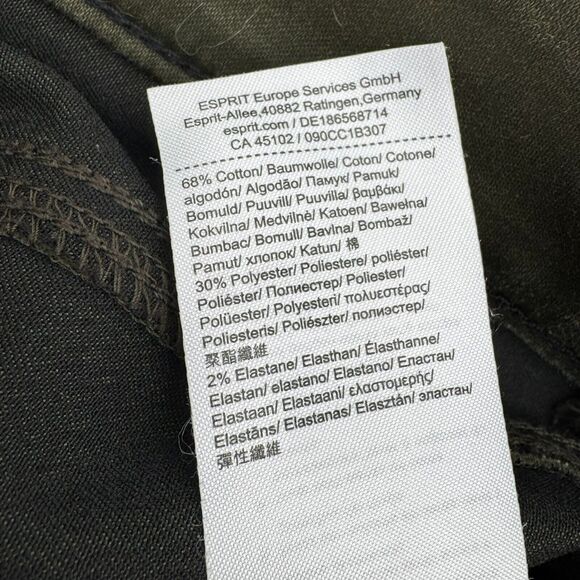 ESPRIT Europe Services GmbH
Esprit-Allee,40882 Ratingen,Germany
esprit.com / DE186568714
CA 45102 / 090CC1B307
68% Cotton/ Baumwolle/ Coton/ Cotone/
algodón/ Algodão/ Памук/ Pamuk/
Bomuld/ Puuvill/ Puuvilla/ βαμβάκι/
Kokvilna/ Medvilnė/ Katoen/ Bawełna/
Bumbac/ Bomull/ Bavlna/ Bombaž/
Pamut/ хлопок/ Katun/ 棉
30% Polyester/ Poliestere/ poliéster/
Poliéster/ Полиестер/ Polyester/
Polüester/ Polyesteri/ πολυεστέρας/
Poliesteris/ Poliészter/ полиэстер/
聚酯纖維
2% Elastane/ Elasthan/ Élasthanne/
Elastan/ elastano/ Elastano/ Еластан/
Elastaan/ Elastaani/ ελαστομερής/
Elastāns/ Elastanas/ Elasztán/ эластан/
彈性纖維